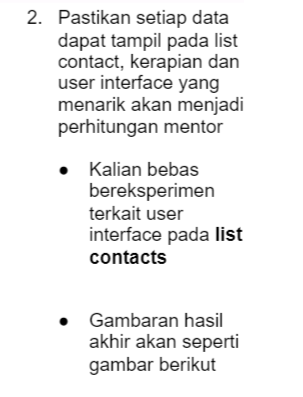 2. Pastikan setiap data
dapat tampil pada list
contact, kerapian dan
user interface yang
menarik akan menjadi
perhitungan mentor
● Kalian bebas
bereksperimen
terkait user
interface pada list
contacts
● Gambaran hasil
akhir akan seperti
gambar berikut